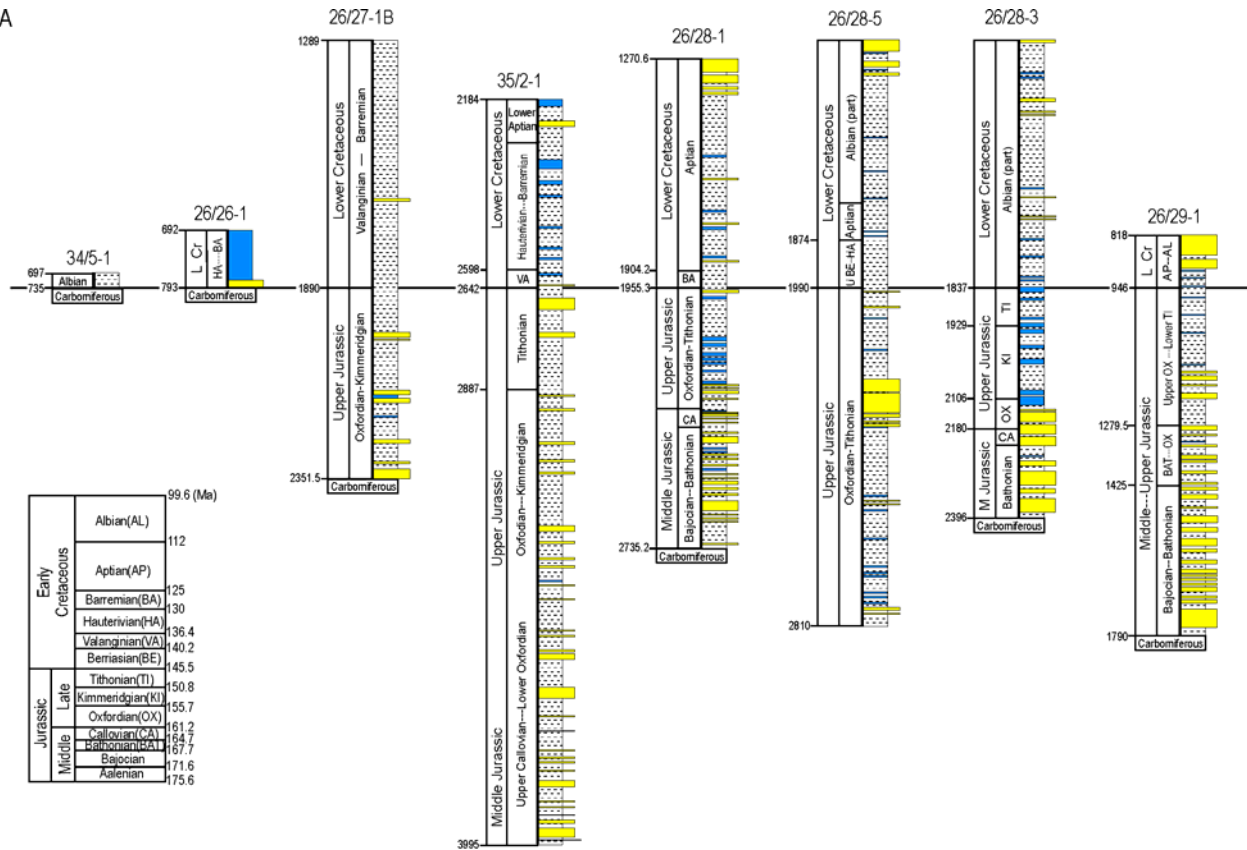 A
34/5-1
697
Albian
735
Carbomiferous
26/26-1
692
L Cr
HA---BA
793
Carbomiferous
26/27-1B
1289
Lower Cretaceous
Valanginian — Barremian
1890
Upper Jurassic
Oxfordian-Kimmeridgian
2351.5
Carbomiferous
35/2-1
2184
Lower Cretaceous
Lower
Aptian
Hauterivian---Barremian
2598
VA
2642
Tithonian
2887
Upper Jurassic
Oxfodian---Kimmeridgian
Middle Jurassic
Upper Callovian---Lower Oxfordian
3995
26/28-1
1270.6
Lower Cretaceous
Aptian
1904.2
BA
1955.3
Upper Jurassic
Oxfordian-Tithonian
Middle Jurassic
CA
Bajocian--Bathonian
2735.2
Carbomiferous
26/28-5
Lower Cretaceous
Albian (part)
Aptian
1874
U BE-HA
1990
Upper Jurassic
Oxfordian-Tithonian
2810
26/28-3
Lower Cretaceous
Albian (part)
1837
TI
1929
Upper Jurassic
KI
2106
OX
2180
M Jurassic
CA
Bathonian
2396
Carbomiferous
26/29-1
818
L Cr
AP--AL
946
Middle---Upper Jurassic
Upper OX ---Lower TI
1279.5
BAT--OX
1425
Bajocian--Bathonian
1790
Carbomiferous
99.6 (Ma)
Early
Cretaceous
Albian(AL)
112
Aptian(AP)
125
Barremian(BA)
130
Hauterivian(HA)
136.4
Valanginian(VA)
140.2
Berriasian(BE)
145.5
Jurassic
Late
Tithonian(TI)
150.8
Kimmeridgian(KI)
155.7
Oxfordian(OX)
161.2
Middle
Callovian(CA)
164.7
Bathonian(BA)
167.7
Bajocian
171.6
Aalenian
175.6